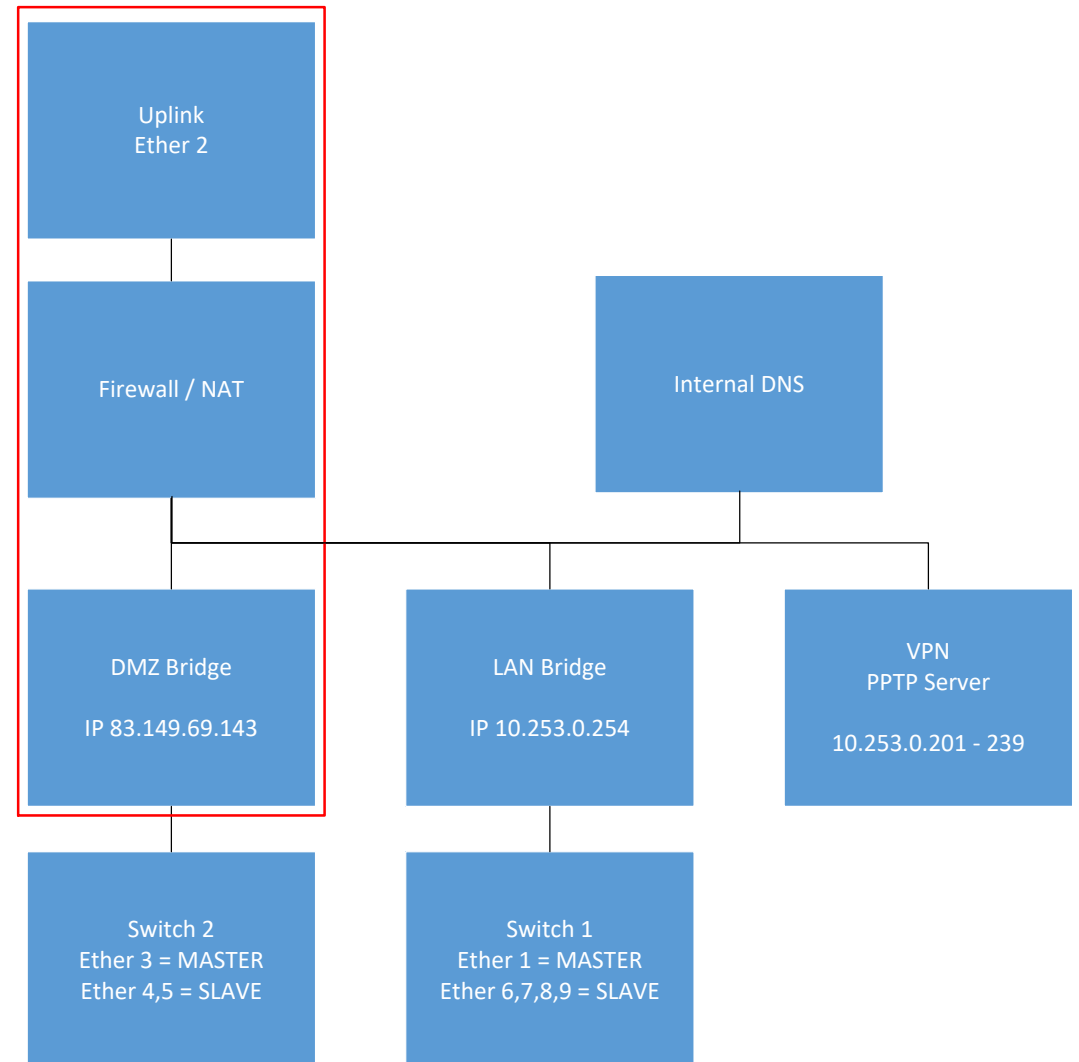 Uplink
Ether 2
Firewall / NAT
Internal DNS
DMZ Bridge
IP 83.149.69.143
LAN Bridge
IP 10.253.0.254
VPN
PPTP Server
10.253.0.201 - 239
Switch 2
Ether 3 = MASTER
Ether 4,5 = SLAVE
Switch 1
Ether 1 = MASTER
Ether 6,7,8,9 = SLAVE